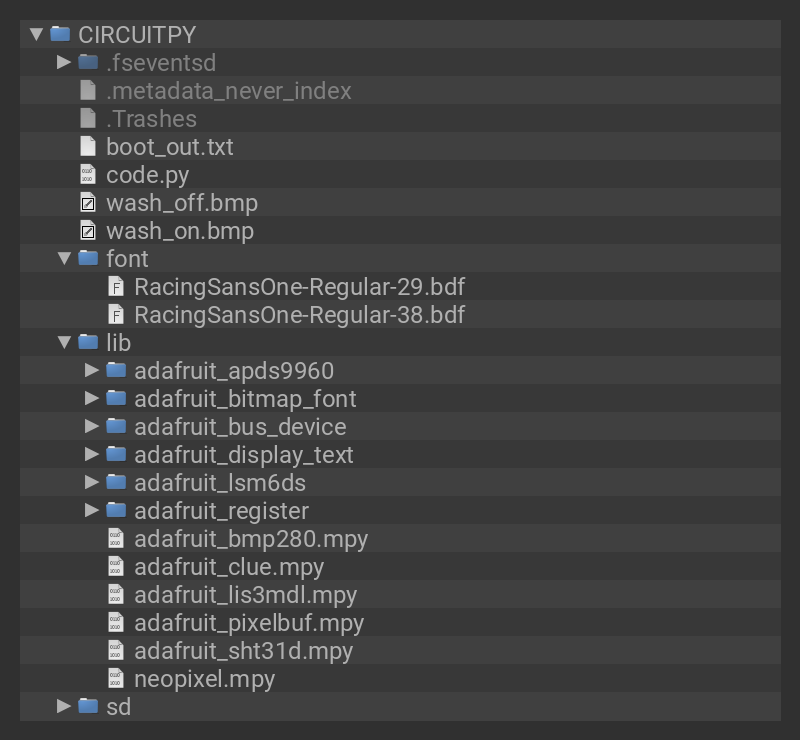 CIRCUITPY
.fseventsd
.metadata_never_index
.Trashes
boot_out.txt
code.py
wash_off.bmp
wash_on.bmp
font
RacingSansOne-Regular-29.bdf
RacingSansOne-Regular-38.bdf
lib
adafruit_apds9960
adafruit_bitmap_font
adafruit_bus_device
adafruit_display_text
adafruit_lsm6ds
adafruit_register
adafruit_bmp280.mpy
adafruit_clue.mpy
adafruit_lis3mdl.mpy
adafruit_pixelbuf.mpy
adafruit_sht31d.mpy
neopixel.mpy
sd